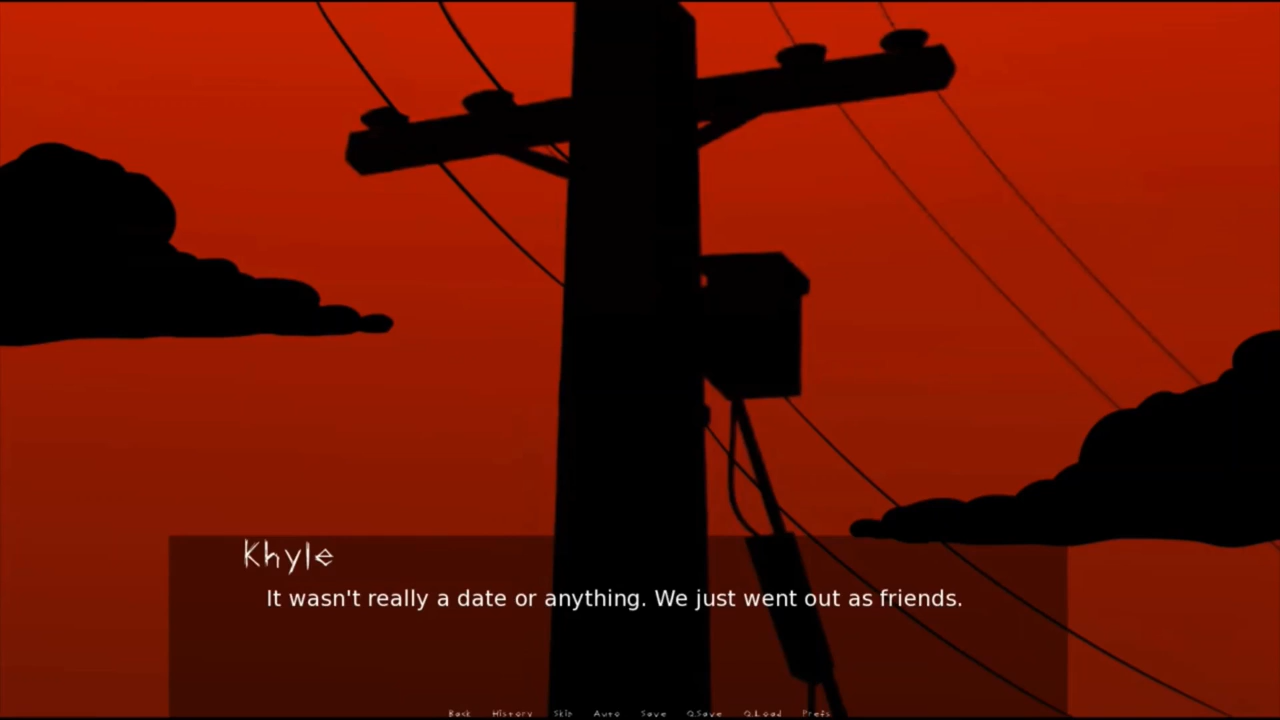 Khyle
It wasn't really a date or anything. We just went out as friends.
Back History Skip Auto Save Q.Save Q.Load Prefs